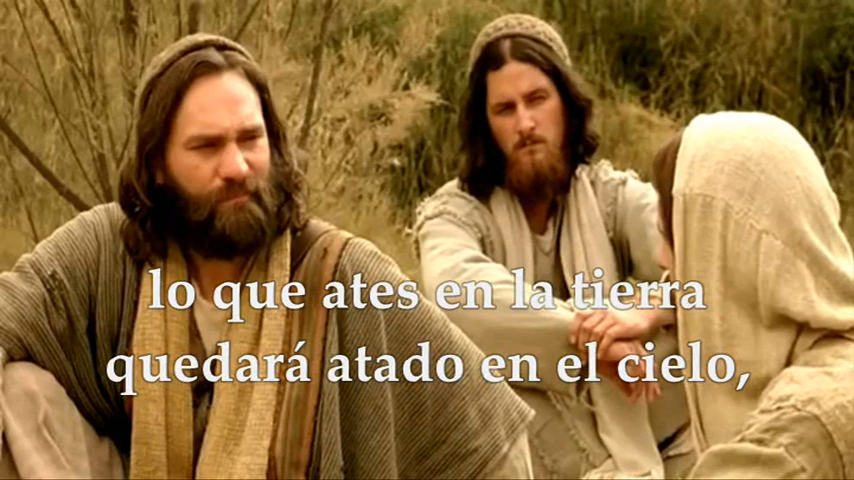 lo que ates en la tierra
quedará atado en el cielo,